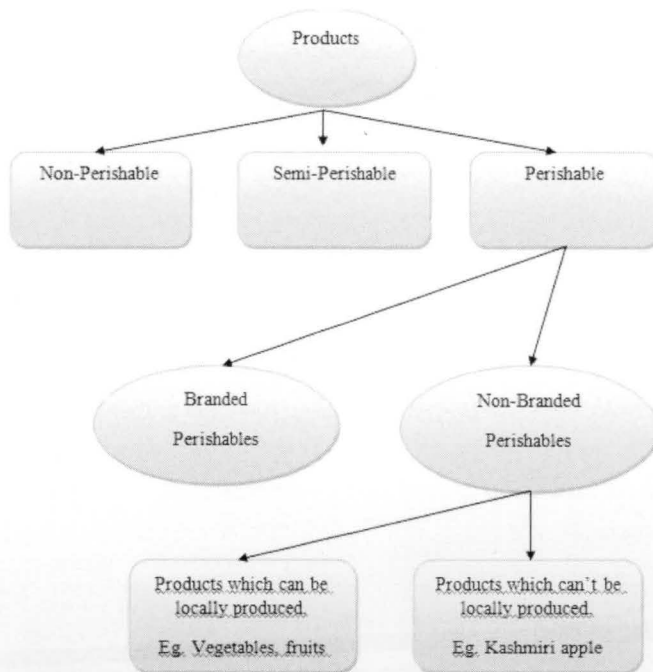 Products
Non-Perishable
Semi-Perishable
Perishable
Branded
Perishables
Non-Branded
Perishables
Products which can be
locally produced.
Eg. Vegetables, fruits
Products which can't be
locally produced.
Eg. Kashmiri apple